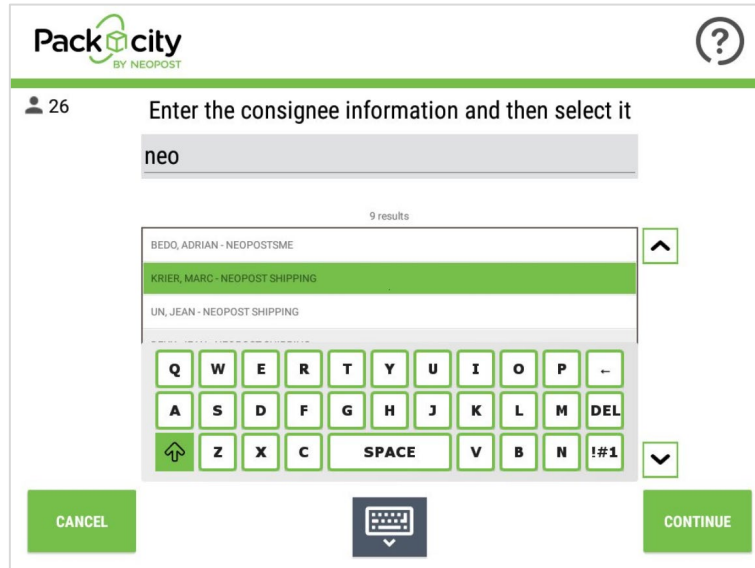 Pack city
BY NEOPOST
?
26
Enter the consignee information and then select it
neo
9 results
BEDO, ADRIAN - NEOPOSTSME
KRIER, MARC - NEOPOST SHIPPING
UN, JEAN - NEOPOST SHIPPING
Q W E R T Y U I O P ←
A S D F G H J K L M DEL
Z X C SPACE V B N !#1
CANCEL
CONTINUE